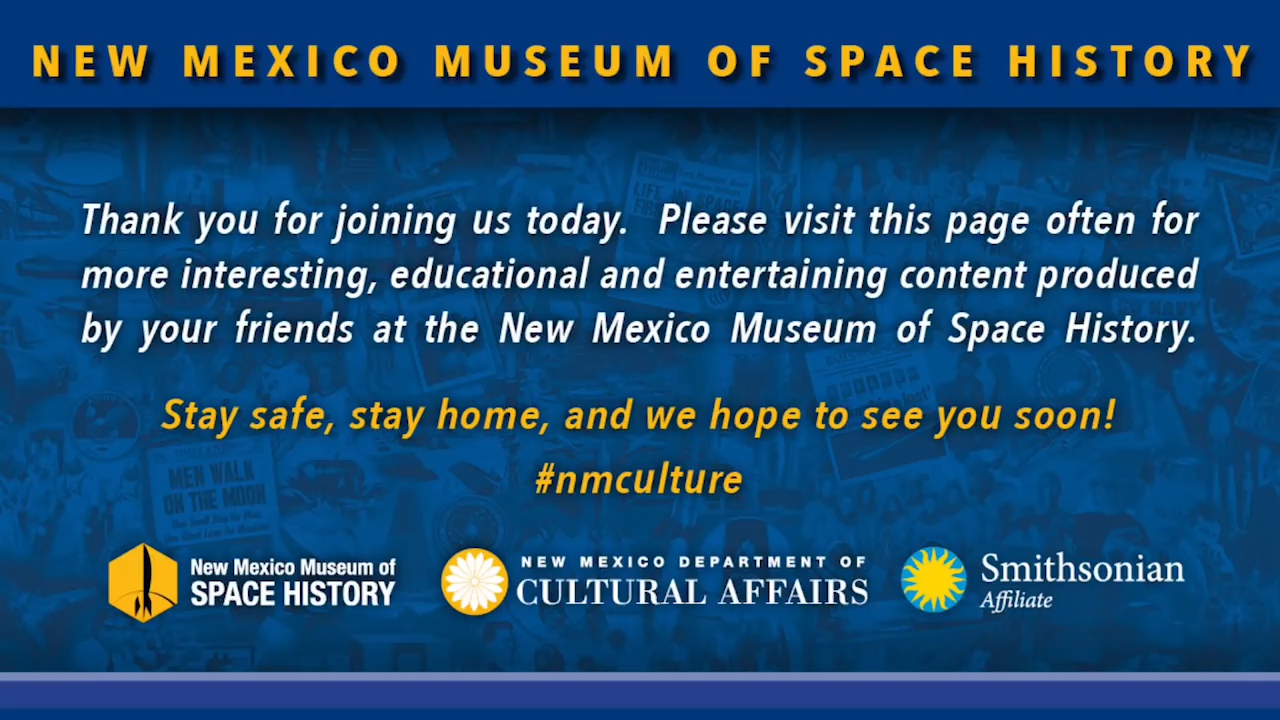 NEW MEXICO MUSEUM OF SPACE HISTORY
LIFE IN SPACE
Thank you for joining us today. Please visit this page often for
more interesting, educational and entertaining content produced
by your friends at the New Mexico Museum of Space History.
Stay safe, stay home, and we hope to see you soon!
#nmculture
MEN WALK
ON THE MOON
New Mexico Museum of
SPACE HISTORY
NEW MEXICO DEPARTMENT OF
CULTURAL AFFAIRS
Smithsonian
Affiliate